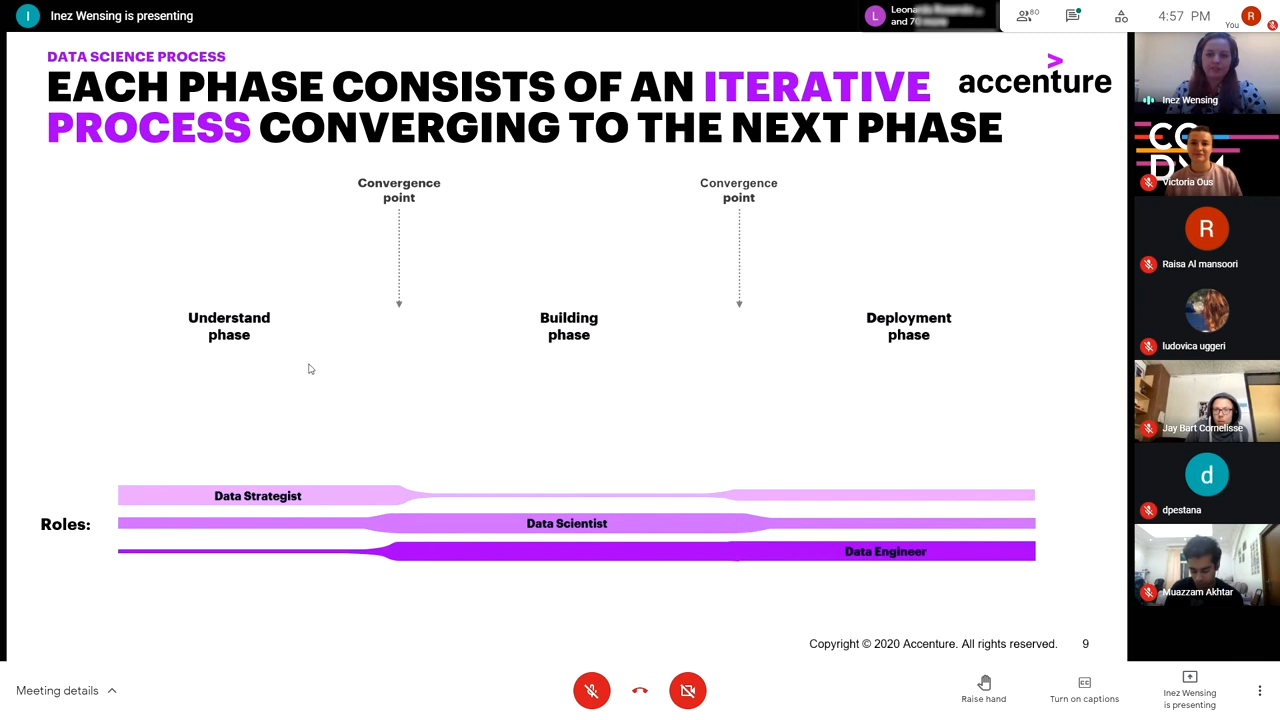 I
Inez Wensing is presenting
L
and 7
80
4:57 PM
You
R
DATA SCIENCE PROCESS
EACH PHASE CONSISTS OF AN ITERATIVE
PROCESS CONVERGING TO THE NEXT PHASE
>
accenture
Convergence
point
Convergence
point
Understand
phase
Building
phase
Deployment
phase
Roles:
Data Strategist
Data Scientist
Data Engineer
Copyright © 2020 Accenture. All rights reserved.
9
Inez Wensing
Victoria Ous
R
Raisa Al mansoori
ludovica uggeri
Jay Bart Cornelisse
d
dpestana
Muazzam Akhtar
Meeting details
Raise hand
Turn on captions
Inez Wensing
is presenting